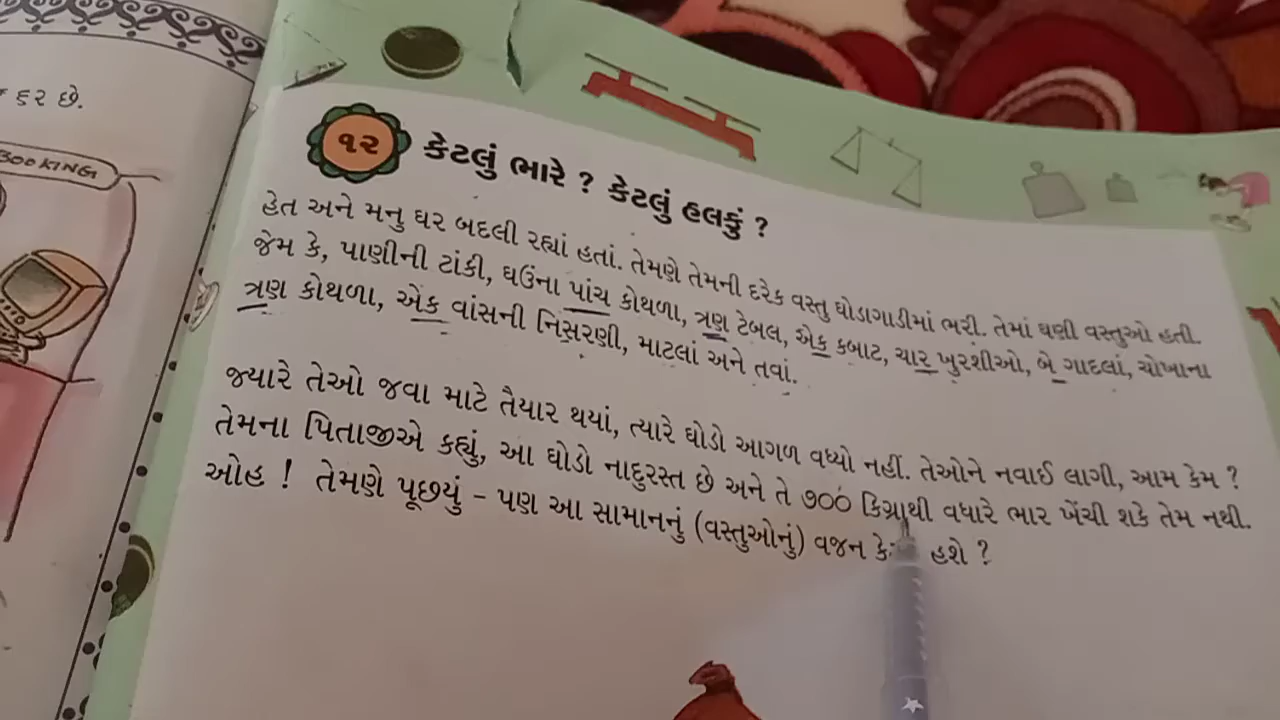 ૬૨ છે.
BOOKING
૧૨ કેટલું ભારે ? કેટલું હલકું ?
હેત અને મનુ ઘર બદલી રહ્યાં હતાં. તેમણે તેમની દરેક વસ્તુ ઘોડાગાડીમાં ભરી. તેમાં ઘણી વસ્તુઓ હતી.
જેમ કે, પાણીની ટાંકી, ઘઉંના પાંચ કોથળા, ત્રણ ટેબલ, એક કબાટ, ચાર ખુરશીઓ, બે ગાદલાં, ચોખાના
ત્રણ કોથળા, એક વાંસની નિસરણી, માટલાં અને તવાં.
જ્યારે તેઓ જવા માટે તૈયાર થયાં, ત્યારે ઘોડો આગળ વધ્યો નહીં. તેઓને નવાઈ લાગી, આમ કેમ ?
તેમના પિતાજીએ કહ્યું, આ ઘોડો નાદુરસ્ત છે અને તે ૭૦૦ કિગ્રાથી વધારે ભાર ખેંચી શકે તેમ નથી.
ઓહ ! તેમણે પૂછ્યું – પણ આ સામાનનું (વસ્તુઓનું) વજન હશે ?